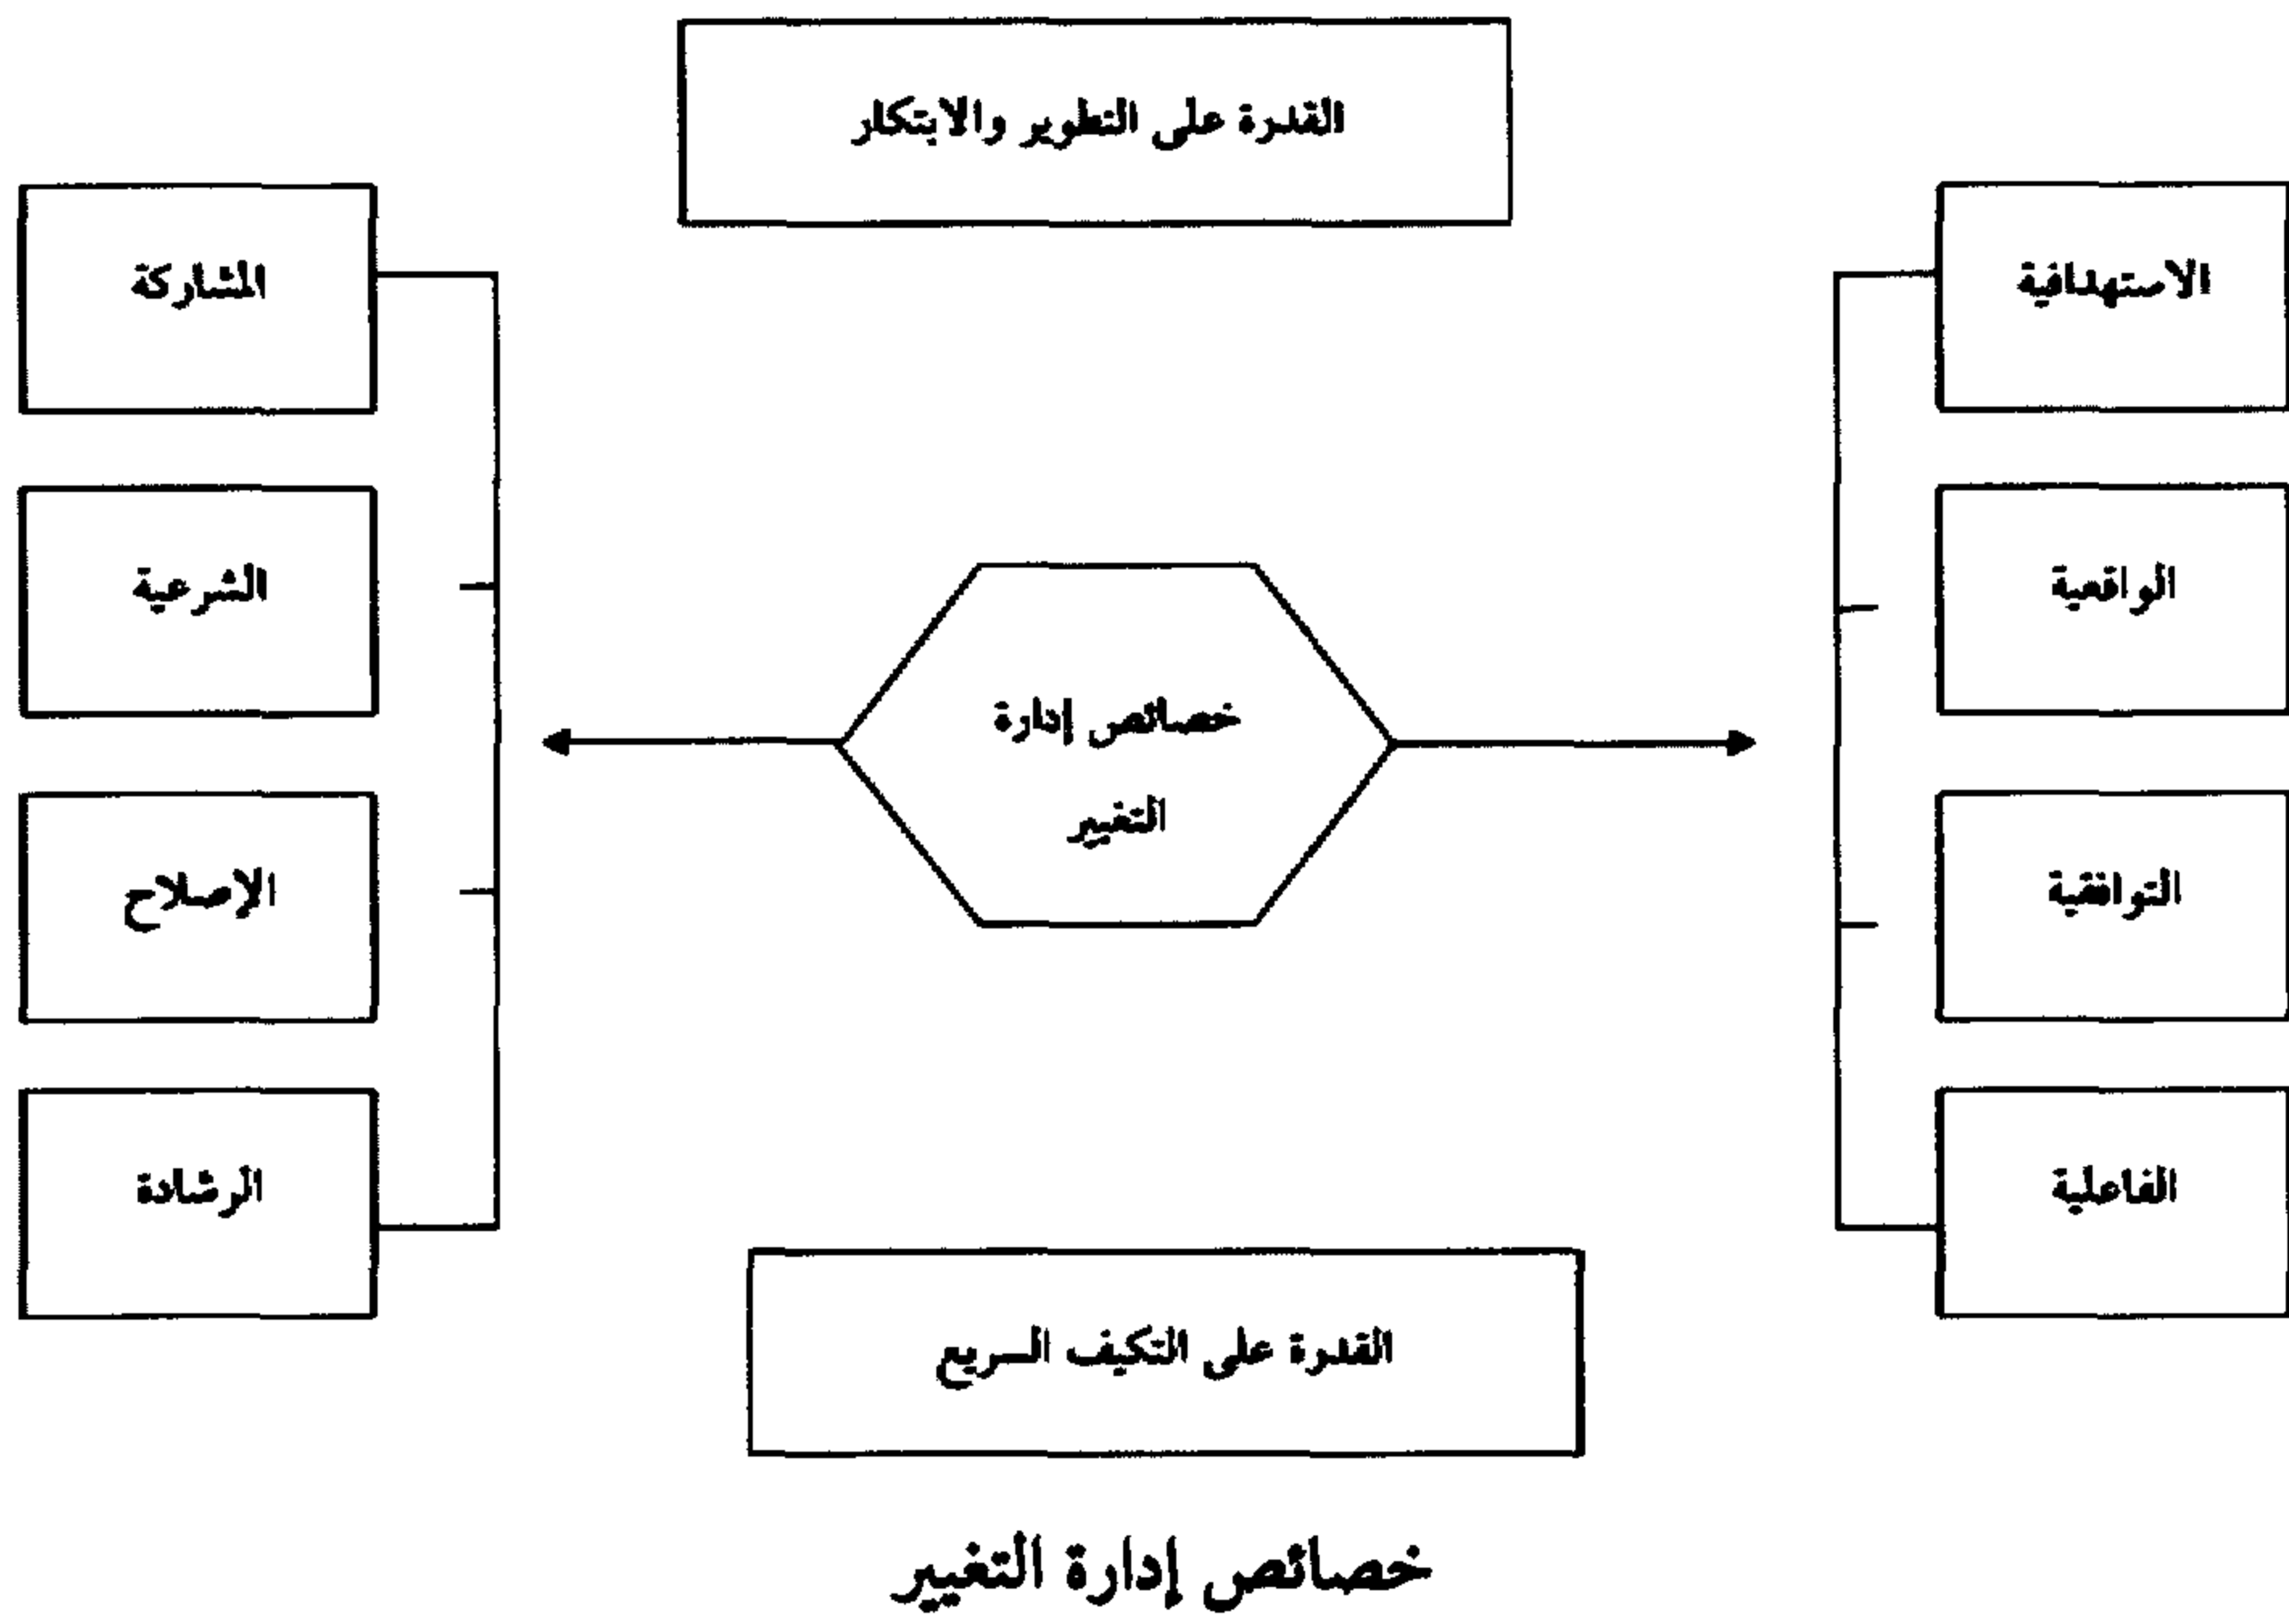 القدرة على التطوير والابتكار
الاستهدافية
الواقعية
التوافقية
الفاعلية
خصائص إدارة
التغيير
المشاركة
الشرعية
الإصلاح
الرشادة
القدرة على التكيف السريع
خصائص إدارة التغيير